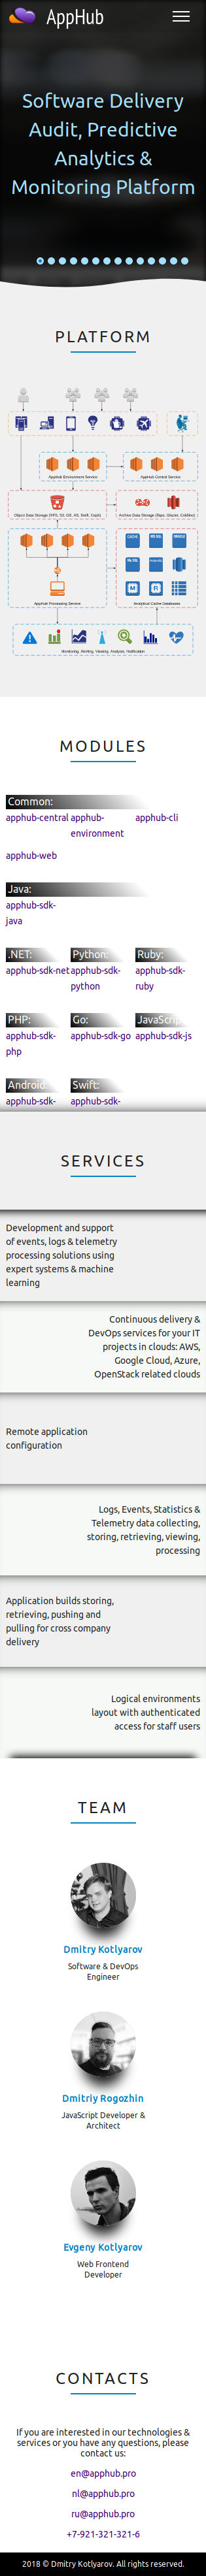 AppHub
Software Delivery
Audit, Predictive
Analytics &
Monitoring Platform
PLATFORM
AppHub Environment Service
AppHub Control Service
Object Data Storage (NFS, S3, GE, AS, Swift, Ceph)
AppHub Processing Service
Analytical Cache Databases
Monitoring, Alerting, Viewing, Analysis, Notification
MODULES
Common:
apphub-central apphub- apphub-cli
environment
apphub-web
Java:
apphub-sdk-
java
.NET: Python: Ruby:
apphub-sdk-net apphub-sdk- apphub-sdk-
python ruby
PHP: Go: JavaScript:
apphub-sdk- apphub-sdk-go apphub-sdk-js
php
Android: Swift:
apphub-sdk- apphub-sdk-
SERVICES
Development and support
of events, logs & telemetry
processing solutions using
expert systems & machine
learning
Continuous delivery &
DevOps services for your IT
projects in clouds: AWS,
Google Cloud, Azure,
OpenStack related clouds
Remote application
configuration
Logs, Events, Statistics &
Telemetry data collecting,
storing, retrieving, viewing,
processing
Application builds storing,
retrieving, pushing and
pulling for cross company
delivery
Logical environments
layout with authenticated
access for staff users
TEAM
Dmitry Kotlyarov
Software & DevOps
Engineer
Dmitriy Rogozhin
JavaScript Developer &
Architect
Evgeny Kotlyarov
Web Frontend
Developer
CONTACTS
If you are interested in our technologies &
services or you have any questions, please
contact us:
en@apphub.pro
nl@apphub.pro
ru@apphub.pro
+7-921-321-321-6
2018 © Dmitry Kotlyarov. All rights reserved.